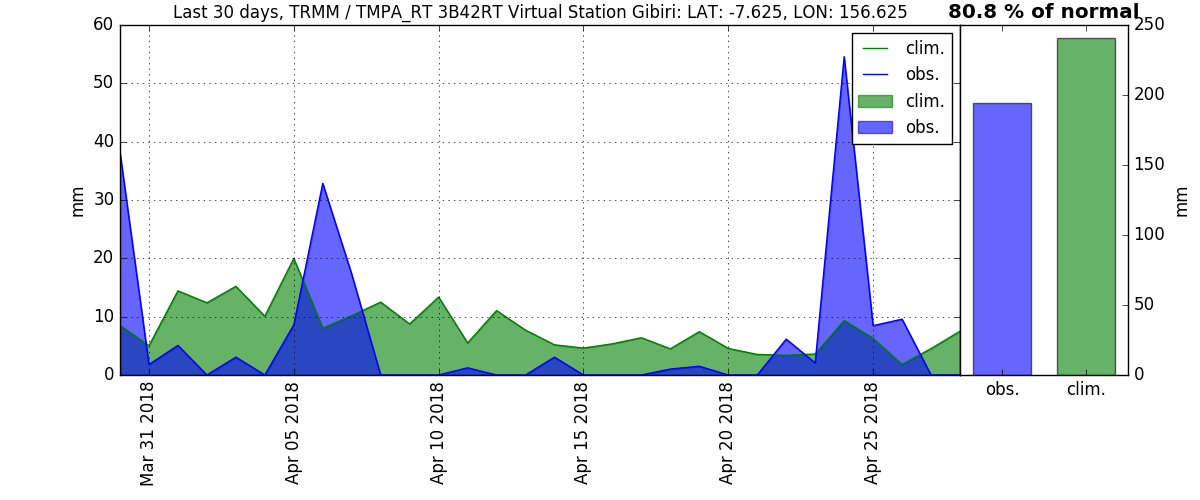 Last 30 days, TRMM / TMPA_RT 3B42RT Virtual Station Gibiri: LAT: -7.625, LON: 156.625
80.8 % of normal
60
50
40
30
20
10
0
mm
clim.
obs.
clim.
obs.
Mar 31 2018
Apr 05 2018
Apr 10 2018
Apr 15 2018
Apr 20 2018
Apr 25 2018
250
200
150
100
50
0
mm
obs.
clim.